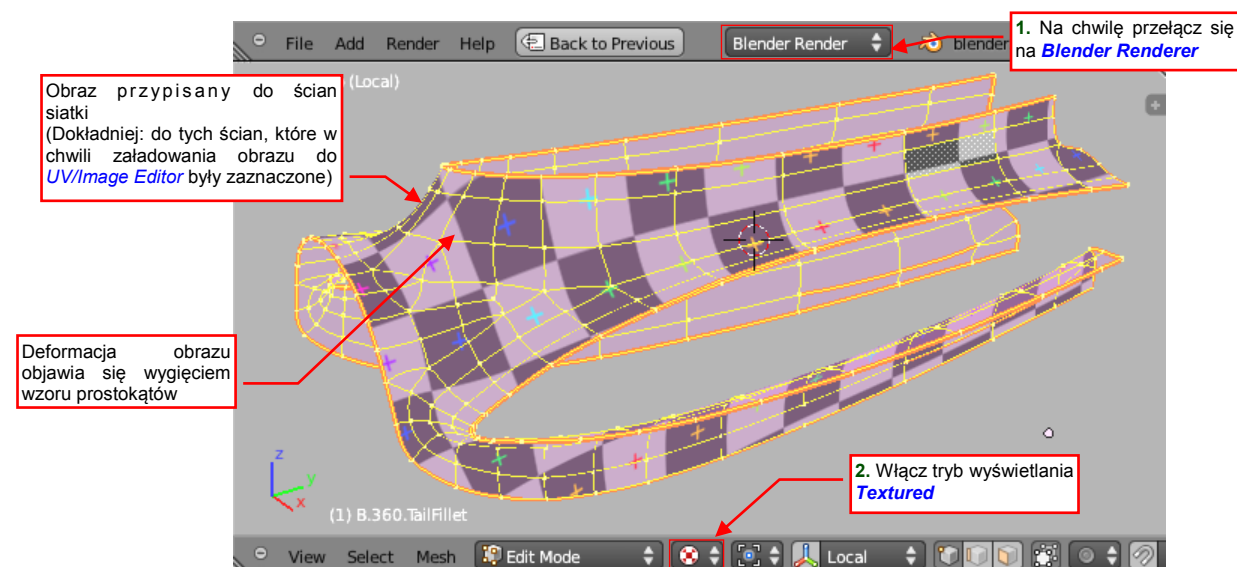 File Add Render Help Back to Previous Blender Render blender
1. Na chwilę przełącz się
na Blender Renderer
(Local)
Obraz przypisany do ścian
siatki
(Dokładniej: do tych ścian, które w
chwili załadowania obrazu do
UV/Image Editor były zaznaczone)
Deformacja obrazu
objawia się wygięciem
wzoru prostokątów
2. Włącz tryb wyświetlania
Textured
z
y
x
(1) B.360.TailFillet
View Select Mesh Edit Mode Local